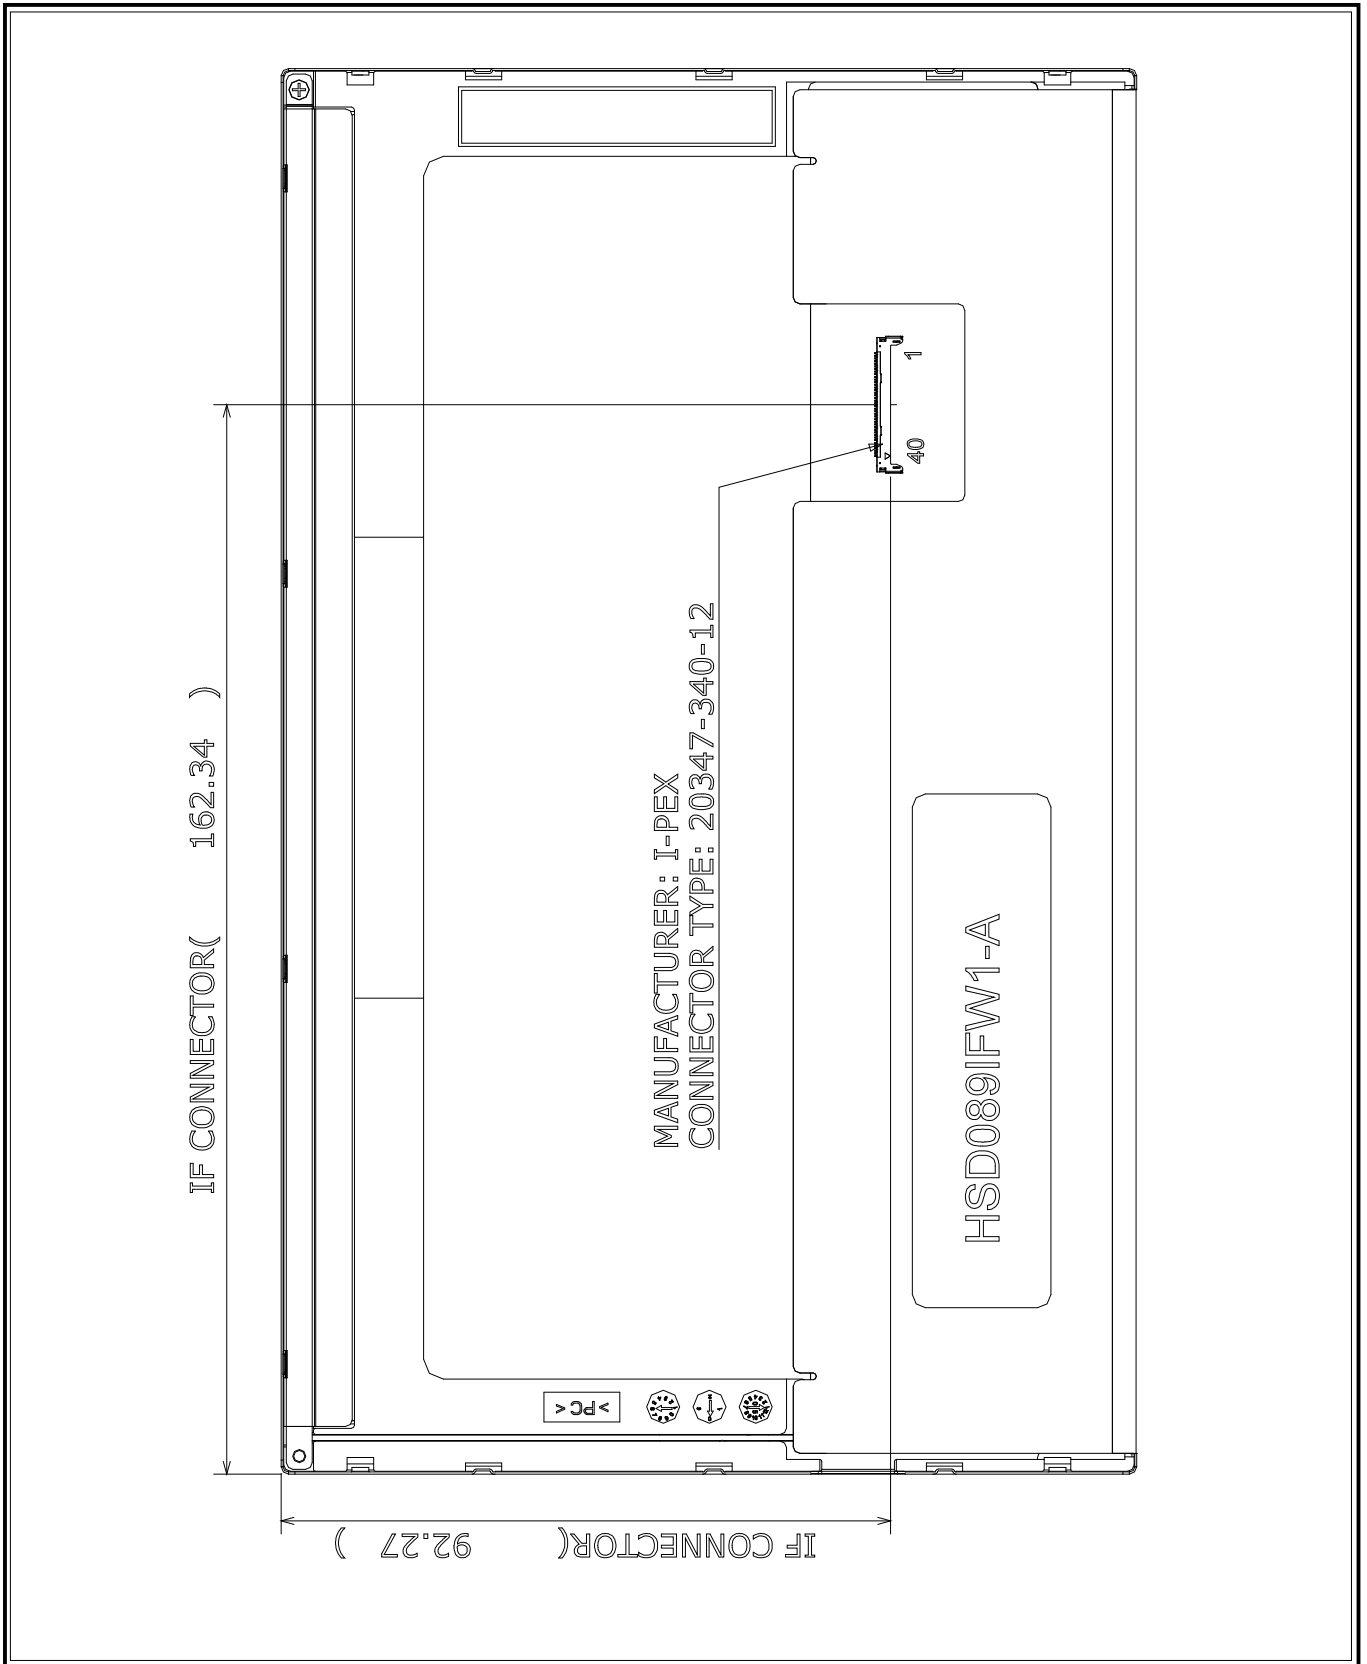 IF CONNECTOR( 162.34 )
MANUFACTURER: I-PEX
CONNECTOR TYPE: 20347-340-12
1
40
HSD089IFW1-A
>PC<
IF CONNECTOR( 92.27 )